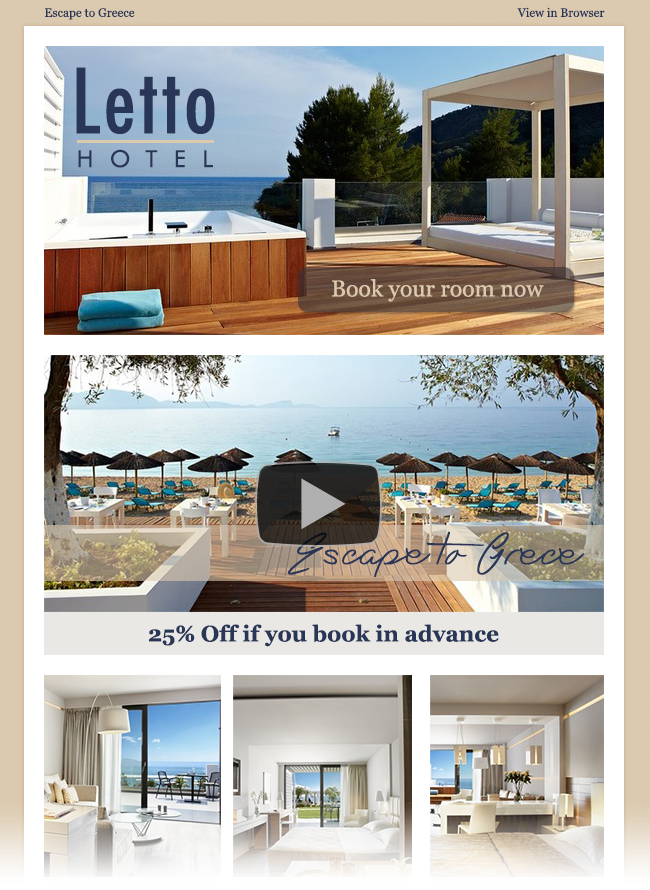 Escape to Greece
View in Browser
Letto
HOTEL
Book your room now
Escape to Grece
25% Off if you book in advance